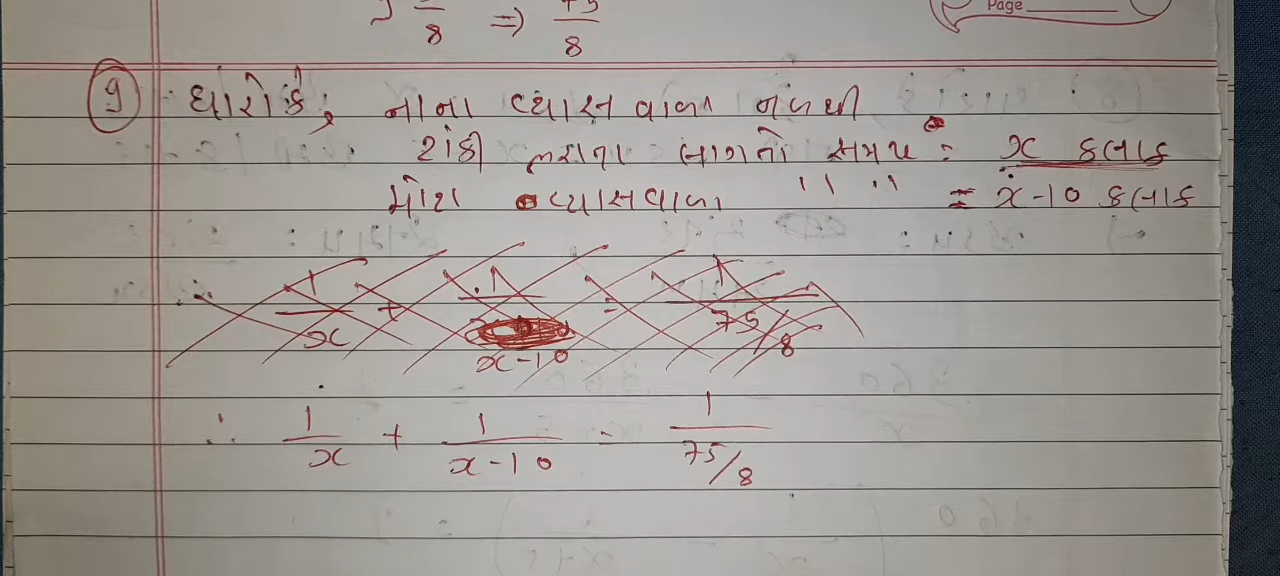 8 ⇒ 75/8
Page
9 ધારોકે, નાના વ્યાસ વાળા નળથી
ટાંકી ભરાતા લાગતો સમય = x કલાક
મોટા વ્યાસવાળા " " = x-10 કલાક
1/x + 1/x-10 = 1/75/8
∴ 1/x + 1/x-10 = 1/75/8